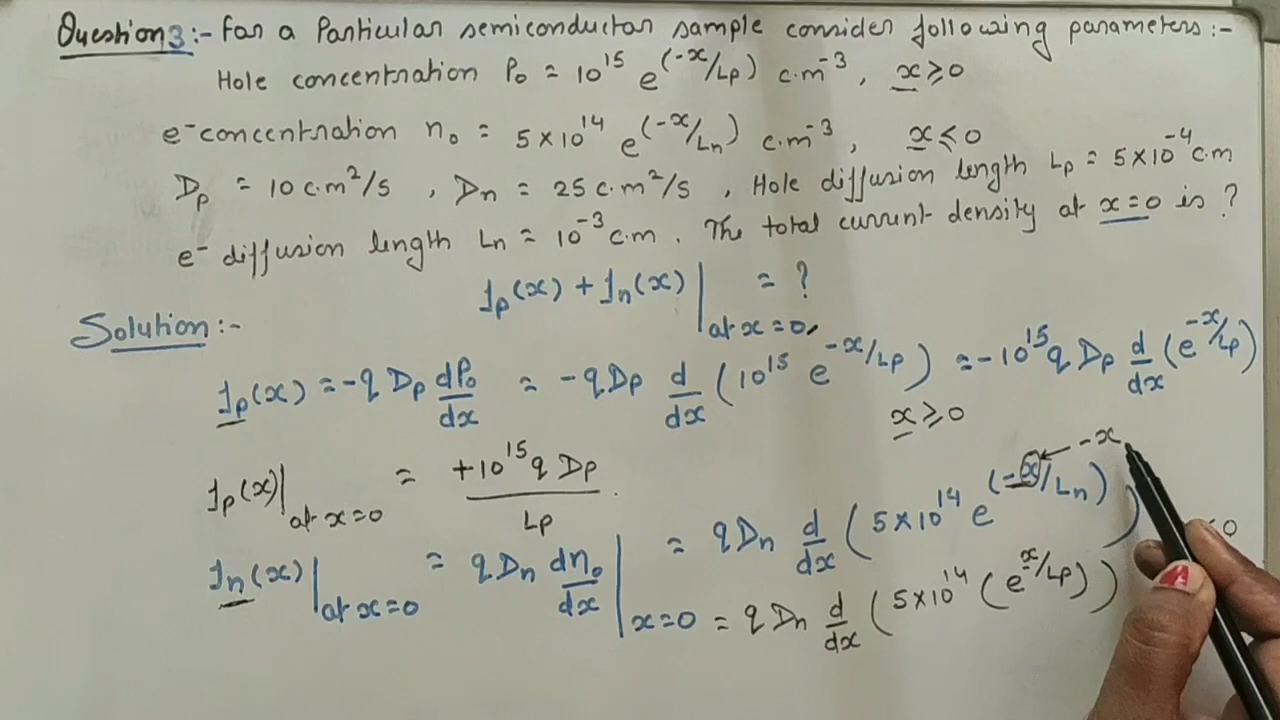 Question3:- For a Particular semiconductor sample consider following parameters:-
Hole concentration P₀ = 10¹⁵ e^(-x/Lp) c.m⁻³, x ≥ 0
e⁻concentration n₀ = 5×10¹⁴ e^(-x/Ln) c.m⁻³, x ≤ 0
Dp = 10 c.m²/s, Dn = 25 c.m²/s, Hole diffusion length Lp = 5×10⁻⁴ c.m
e⁻ diffusion length Ln = 10⁻³ c.m. The total current density at x=0 is ?
Jp(x) + Jn(x)| at x=0 = ?
Solution:-
Jp(x) = -q Dp dP₀/dx = -qDp d/dx (10¹⁵ e^(-x/Lp)) = -10¹⁵ q Dp d/dx (e^(-x/Lp))
x ≥ 0
Jp(x)| at x=0 = +10¹⁵ q Dp / Lp .
Jn(x)| at x=0 = q Dn dn₀/dx | x=0 = q Dn d/dx (5×10¹⁴ e^(-x/Ln)) ← -x
= q Dn d/dx (5×10¹⁴ (e^(x/Lp)))